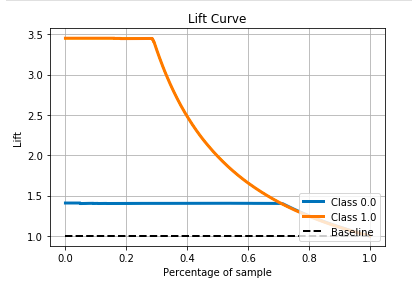 Lift Curve
3.5
3.0
2.5
2.0
1.5
1.0
Lift
0.0 0.2 0.4 0.6 0.8 1.0
Percentage of sample
Class 0.0
Class 1.0
Baseline